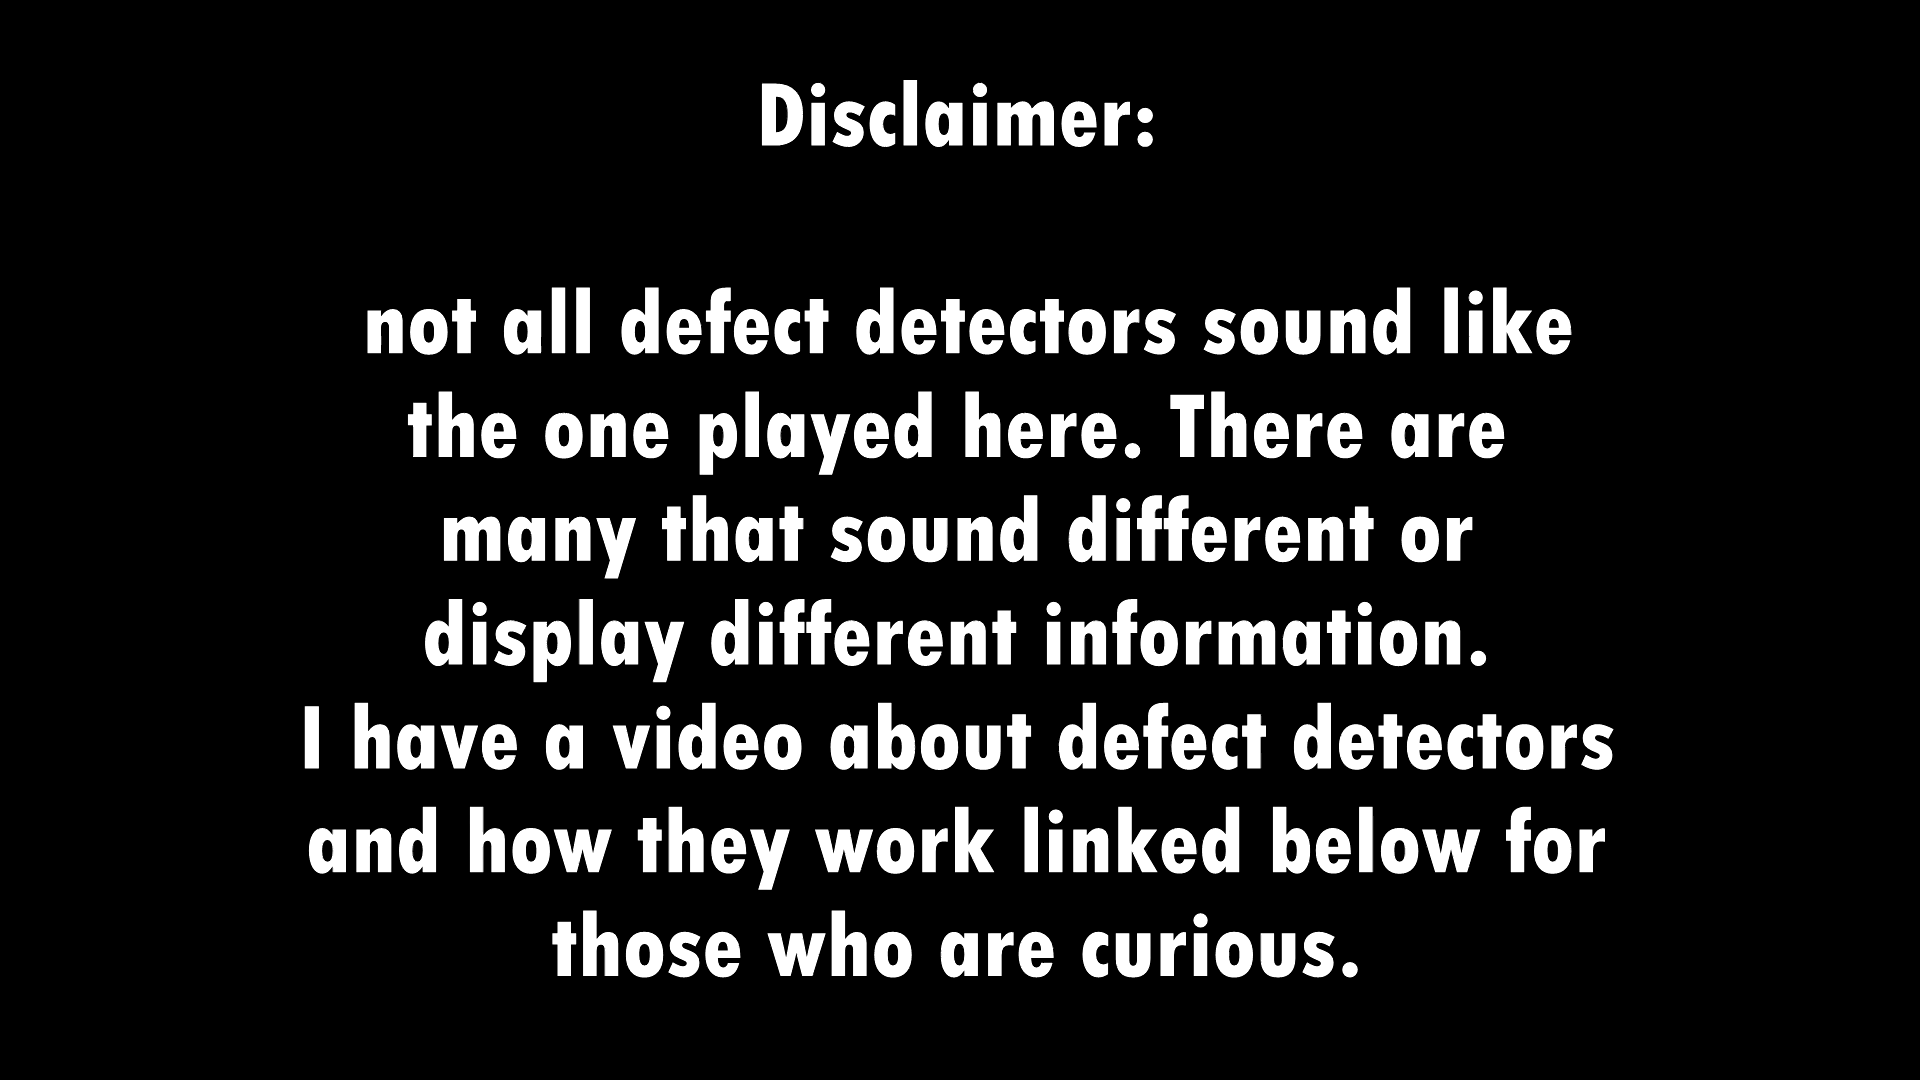 Disclaimer:
not all defect detectors sound like
the one played here. There are
many that sound different or
display different information.
I have a video about defect detectors
and how they work linked below for
those who are curious.